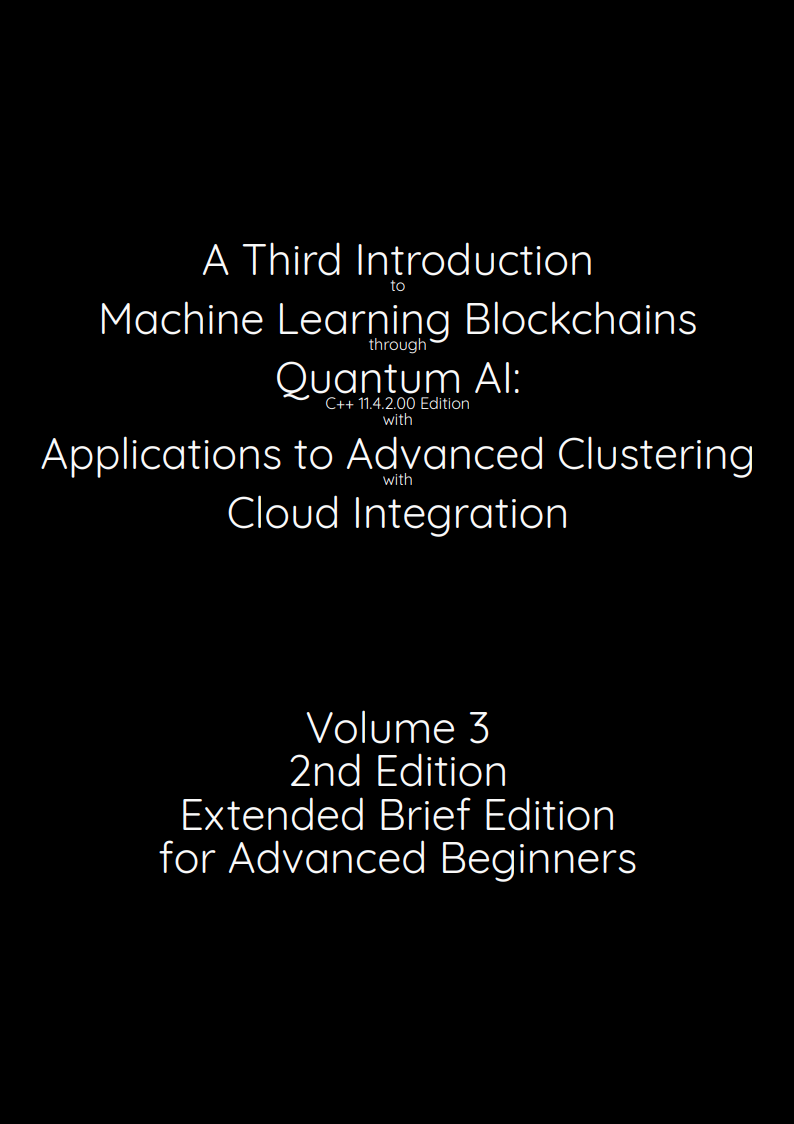 A Third Introduction
to
Machine Learning Blockchains
through
Quantum AI:
C++ 11.4.2.00 Edition
with
Applications to Advanced Clustering
with
Cloud Integration
Volume 3
2nd Edition
Extended Brief Edition
for Advanced Beginners